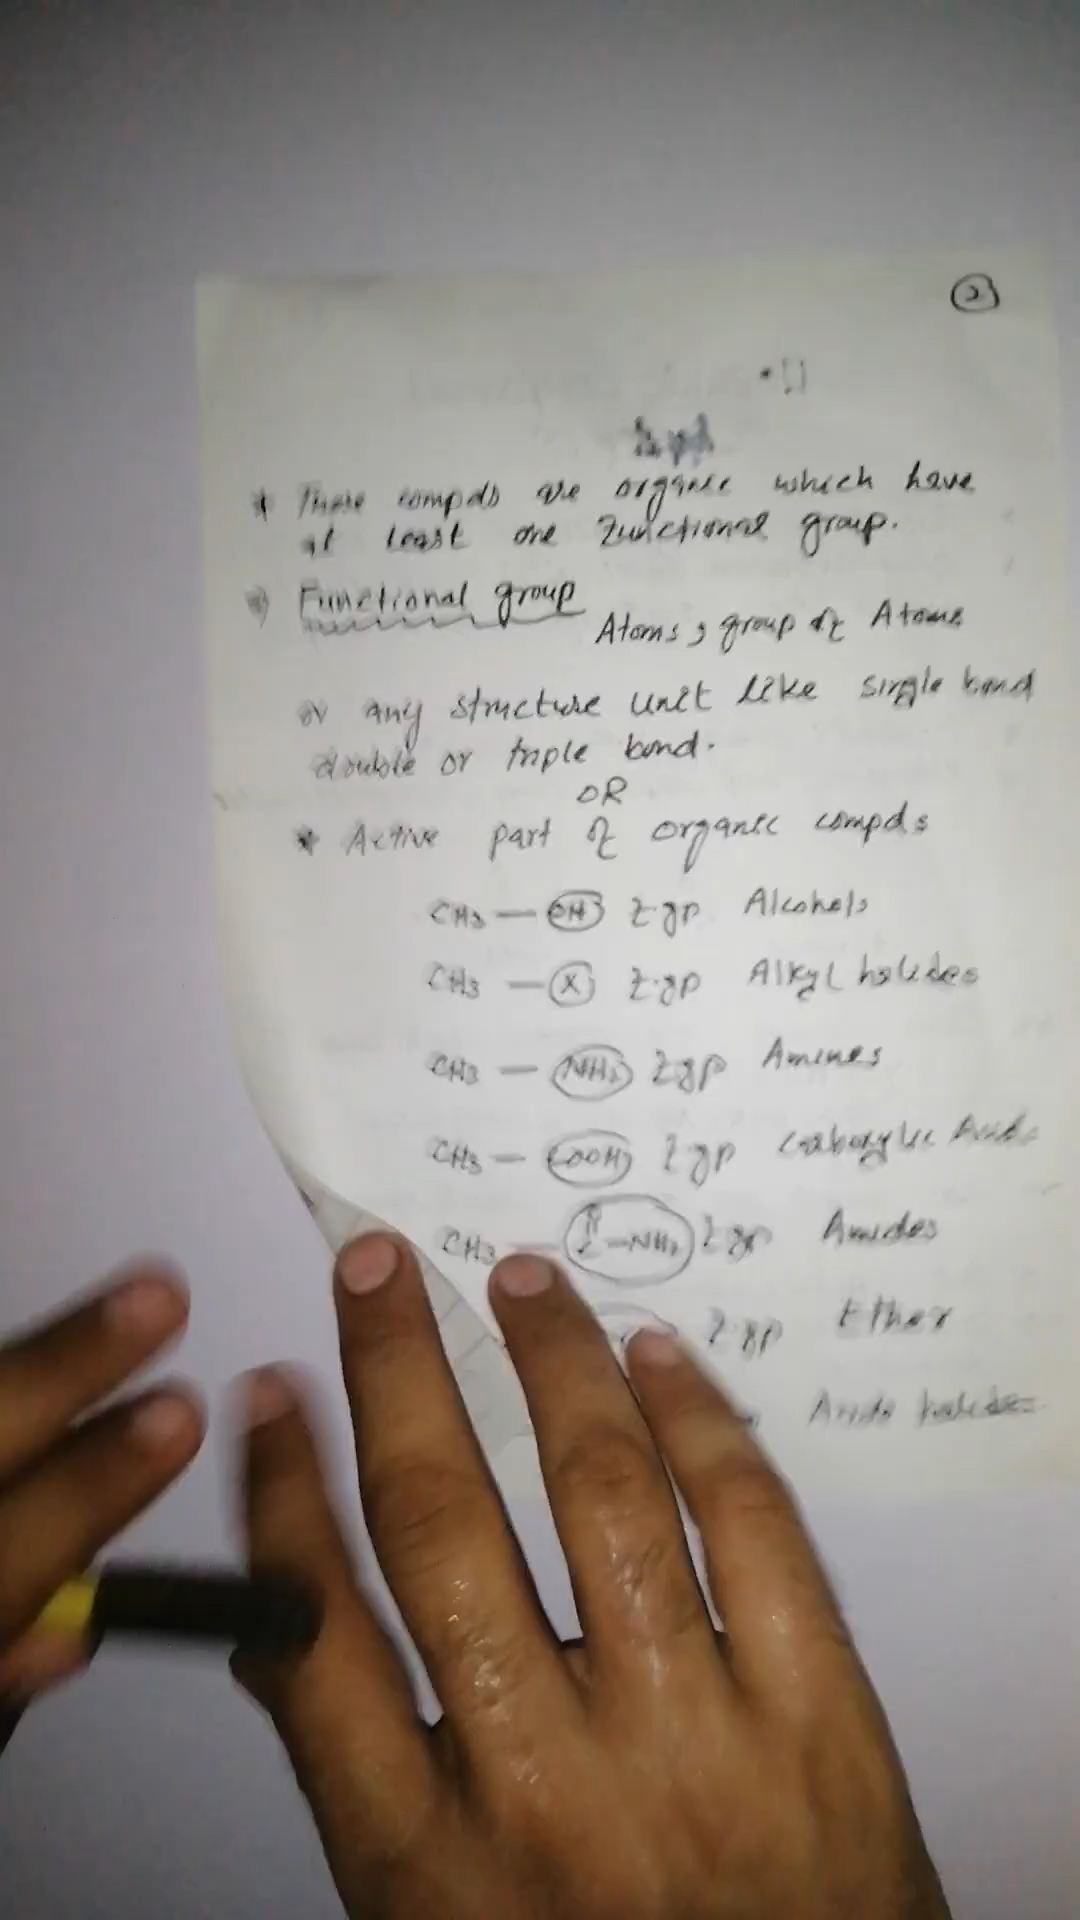 2
* These compds are organic which have
at least one functional group.
* Functional group
Atoms, group of Atoms
or any structure unit like single bond
double or triple bond.
OR
* Active part of organic compds
CH3 — OH f.gp Alcohols
CH3 — X f.gp Alkyl halides
CH3 — NH2 f gp Amines
CH3 — COOH f gp Caboxylic Acids
CH3 — C — NH2 f gp Amides
f.gp Ether
halides